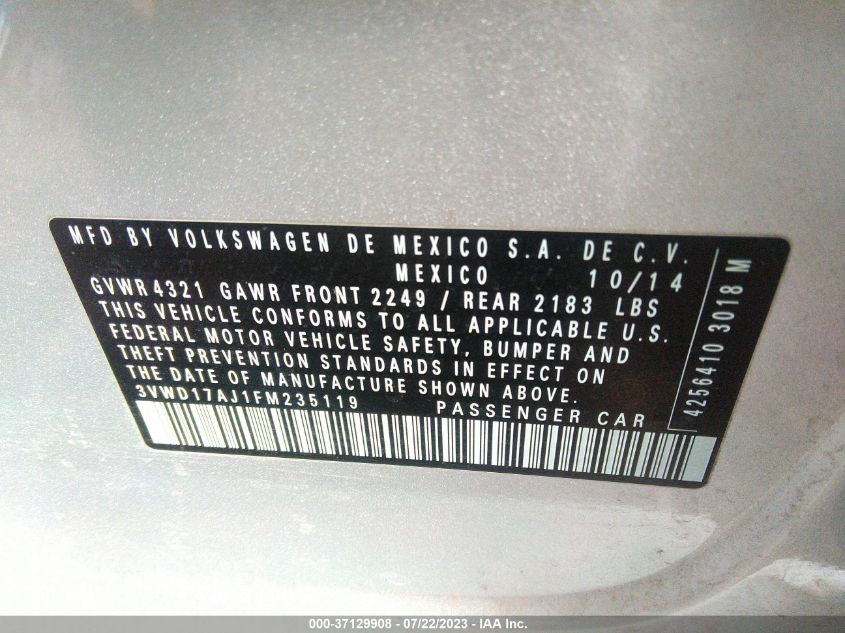 MFD BY VOLKSWAGEN DE MEXICO S.A. DE C.V.
MEXICO 10/14
GVWR 4321 GAWR FRONT 2249 / REAR 2183 LBS
THIS VEHICLE CONFORMS TO ALL APPLICABLE U.S.
FEDERAL MOTOR VEHICLE SAFETY, BUMPER AND
THEFT PREVENTION STANDARDS IN EFFECT ON
THE DATE OF MANUFACTURE SHOWN ABOVE.
3VWD17AJ1FM235119 PASSENGER CAR
4256410 3018 M
000-37129908 - 07/22/2023 - IAA Inc.